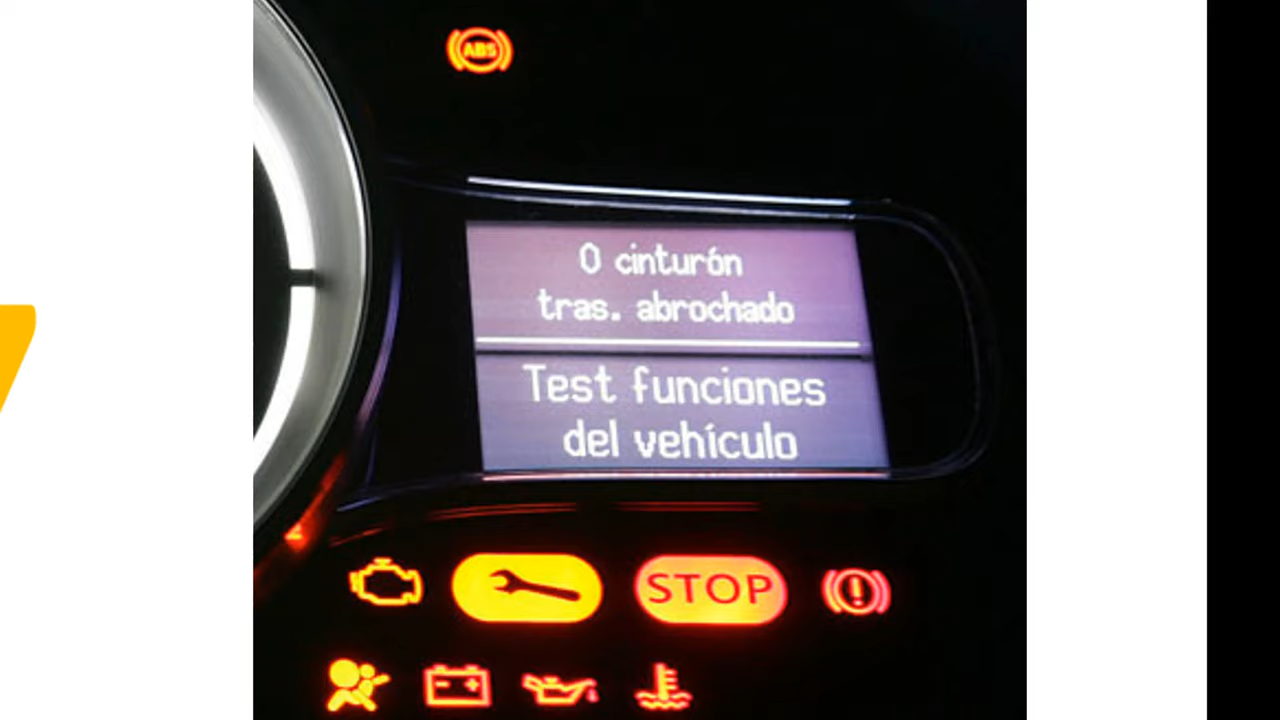 ABS
0 cinturón
tras. abrochado
Test funciones
del vehículo
STOP